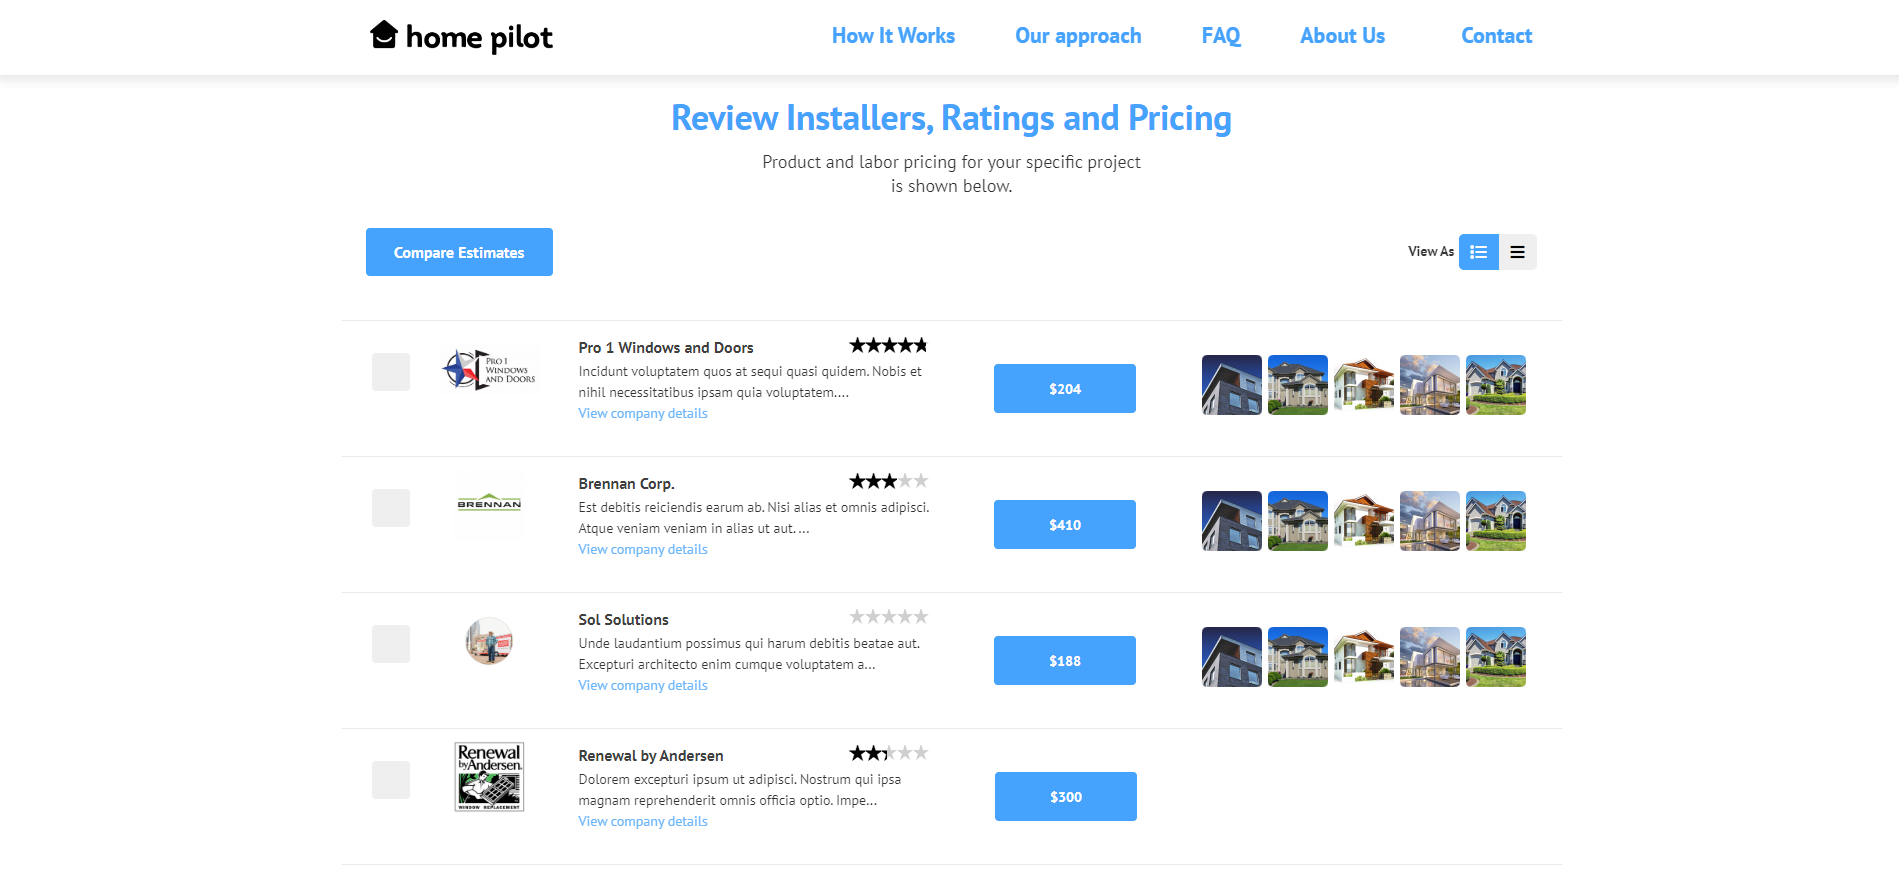 home pilot
How It Works
Our approach
FAQ
About Us
Contact
Review Installers, Ratings and Pricing
Product and labor pricing for your specific project
is shown below.
Compare Estimates
View As
PRO 1
WINDOWS
AND DOORS
Pro 1 Windows and Doors
Incidunt voluptatem quos at sequi quasi quidem. Nobis et
nihil necessitatibus ipsam quia voluptatem....
View company details
$204
BRENNAN
Brennan Corp.
Est debitis reiciendis earum ab. Nisi alias et omnis adipisci.
Atque veniam veniam in alias ut aut. ...
View company details
$410
Sol Solutions
Unde laudantium possimus qui harum debitis beatae aut.
Excepturi architecto enim cumque voluptatem a...
View company details
$188
Renewal
by Andersen.
WINDOW REPLACEMENT
Renewal by Andersen
Dolorem excepturi ipsum ut adipisci. Nostrum qui ipsa
magnam reprehenderit omnis officia optio. Impe...
View company details
$300